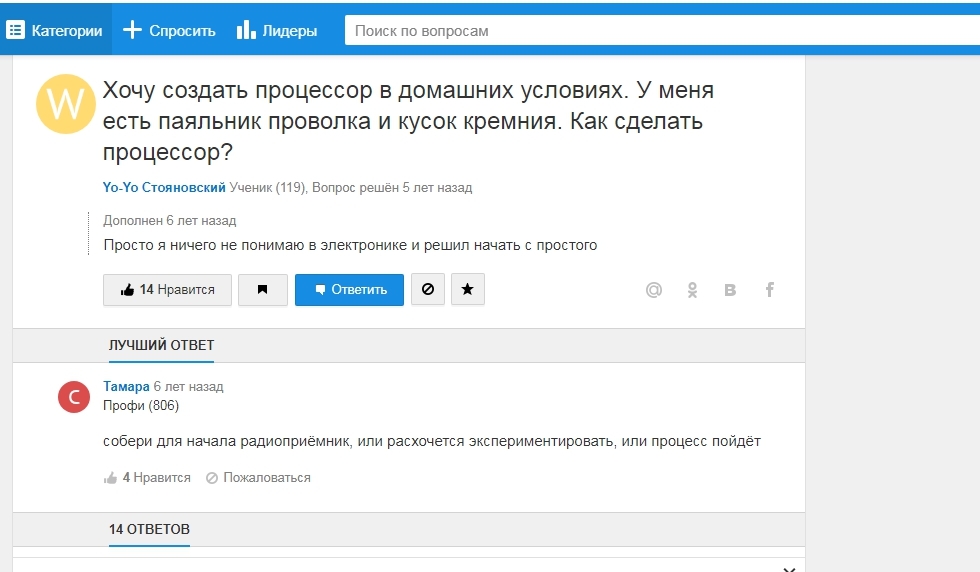 Категории Спросить Лидеры Поиск по вопросам
W
Хочу создать процессор в домашних условиях. У меня
есть паяльник проволка и кусок кремния. Как сделать
процессор?
Yo-Yo Стояновский Ученик (119), Вопрос решён 5 лет назад
Дополнен 6 лет назад
Просто я ничего не понимаю в электронике и решил начать с простого
14 Нравится Ответить
ЛУЧШИЙ ОТВЕТ
С
Тамара 6 лет назад
Профи (806)
собери для начала радиоприёмник, или расхочется экспериментировать, или процесс пойдёт
4 Нравится Пожаловаться
14 ОТВЕТОВ